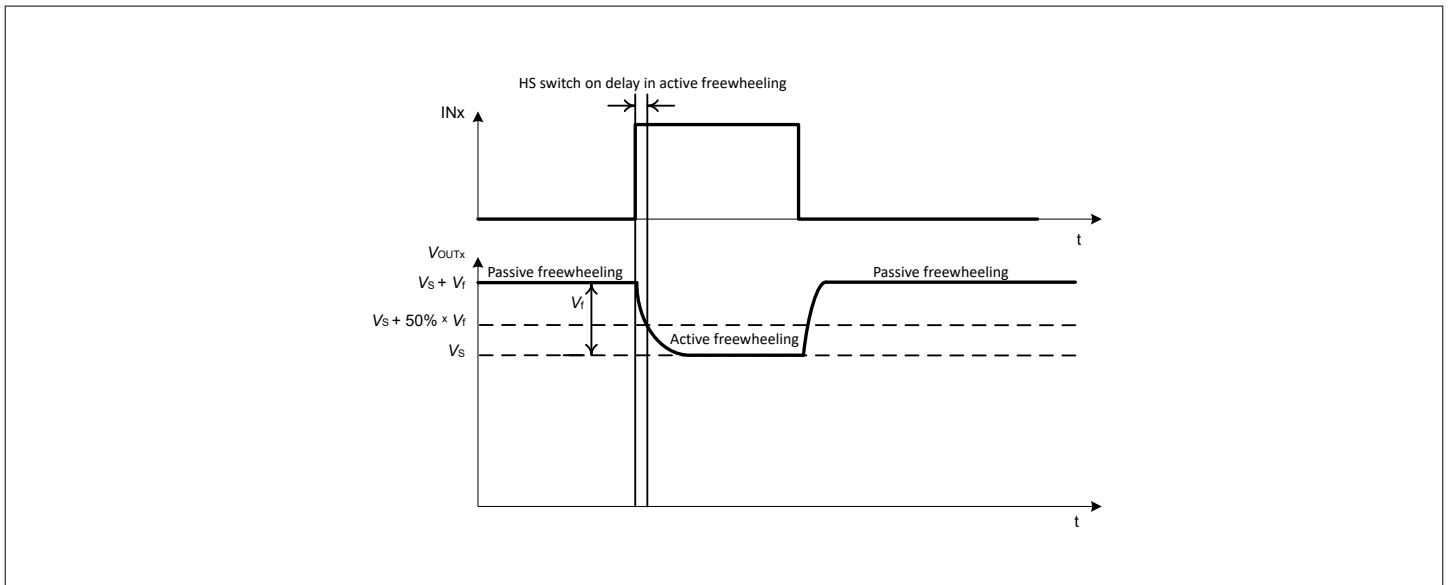 HS switch on delay in active freewheeling
INx
t
VOUTx
Passive freewheeling
Passive freewheeling
VS + Vf
Vf
VS + 50% x Vf
Active freewheeling
VS
t